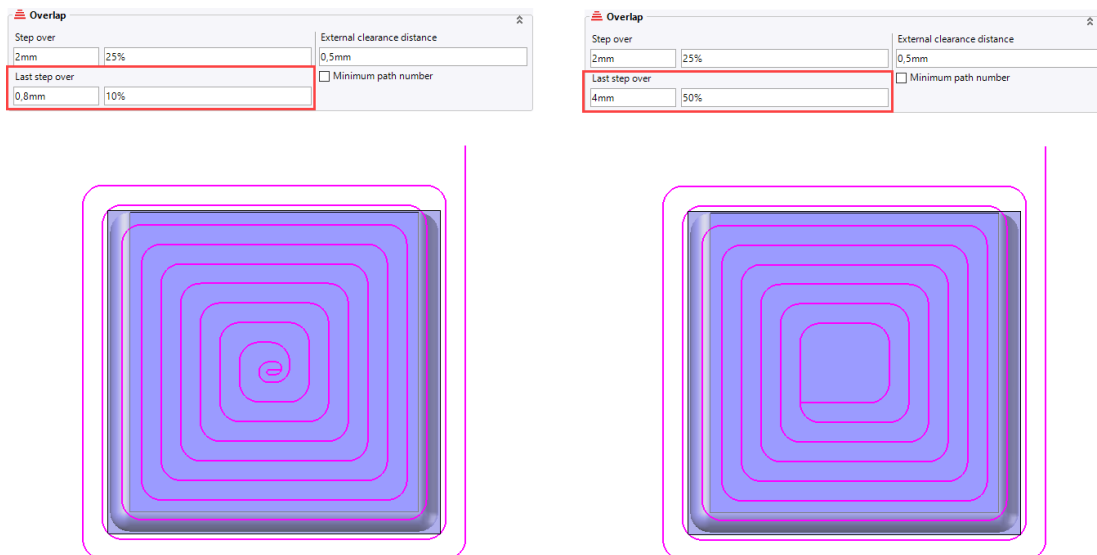 Overlap
Step over
External clearance distance
2mm
25%
0,5mm
Last step over
Minimum path number
0,8mm
10%
Overlap
Step over
External clearance distance
2mm
25%
0,5mm
Last step over
Minimum path number
4mm
50%